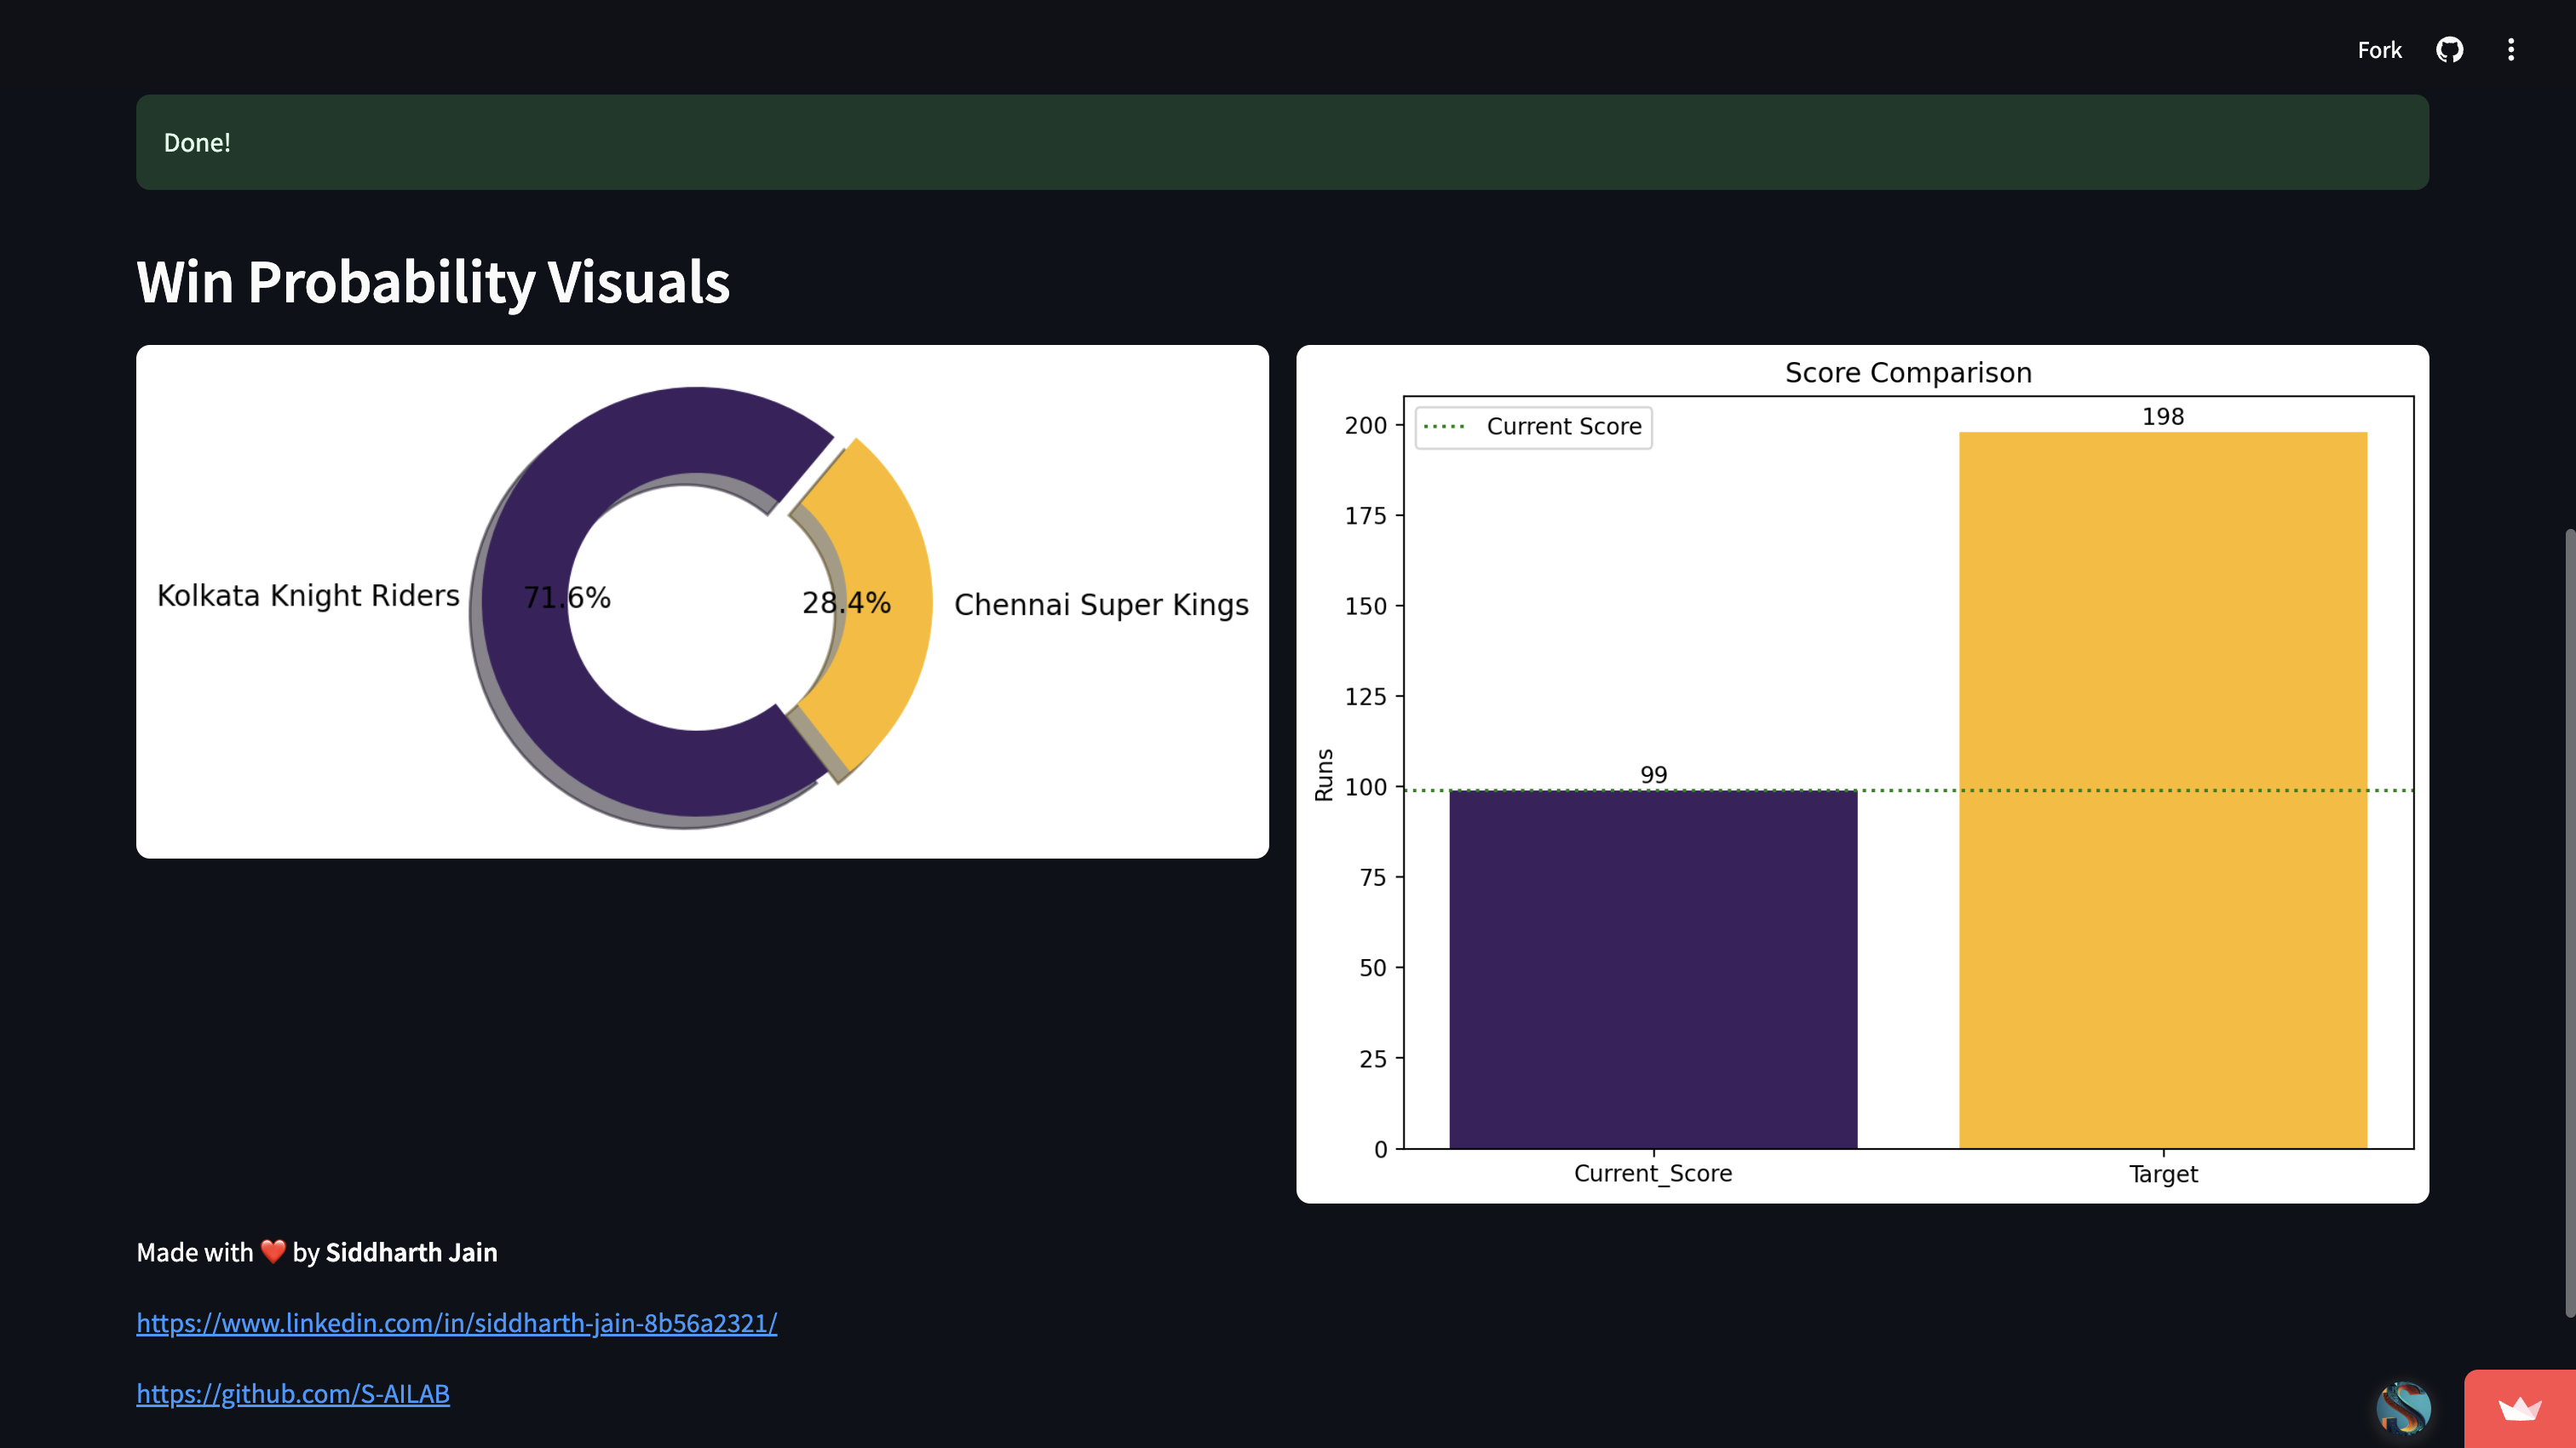 Fork
Done!
Win Probability Visuals
Kolkata Knight Riders
71.6%
28.4%
Chennai Super Kings
Score Comparison
Current Score
200
175
150
125
100
75
50
25
0
Runs
99
198
Current_Score
Target
Made with ❤️ by Siddharth Jain
https://www.linkedin.com/in/siddharth-jain-8b56a2321/
https://github.com/S-AILAB